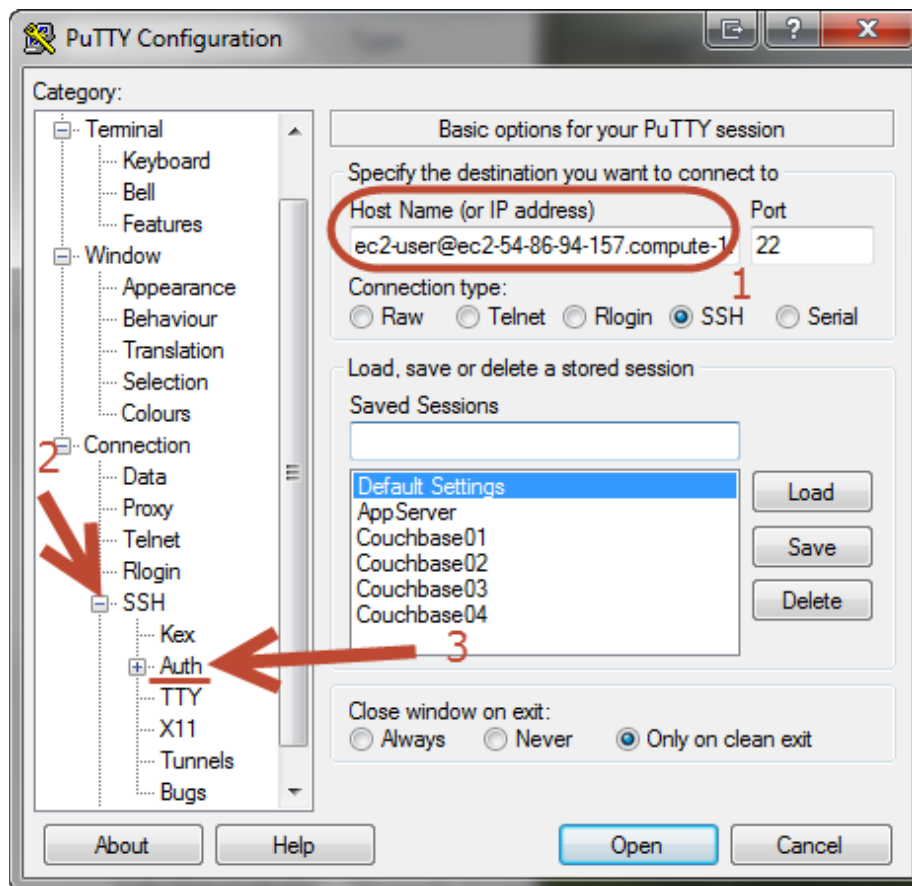 PuTTY Configuration
?
X
Category:
Terminal
Keyboard
Bell
Features
Window
Appearance
Behaviour
Translation
Selection
Colours
Connection
Data
Proxy
Telnet
Rlogin
SSH
Kex
Auth
TTY
X11
Tunnels
Bugs
2
3
Basic options for your PuTTY session
Specify the destination you want to connect to
Host Name (or IP address) Port
ec2-user@ec2-54-86-94-157.compute-1. 22
1
Connection type:
Raw Telnet Rlogin SSH Serial
Load, save or delete a stored session
Saved Sessions
Default Settings
AppServer
Couchbase01
Couchbase02
Couchbase03
Couchbase04
Load
Save
Delete
Close window on exit:
Always Never Only on clean exit
About Help Open Cancel